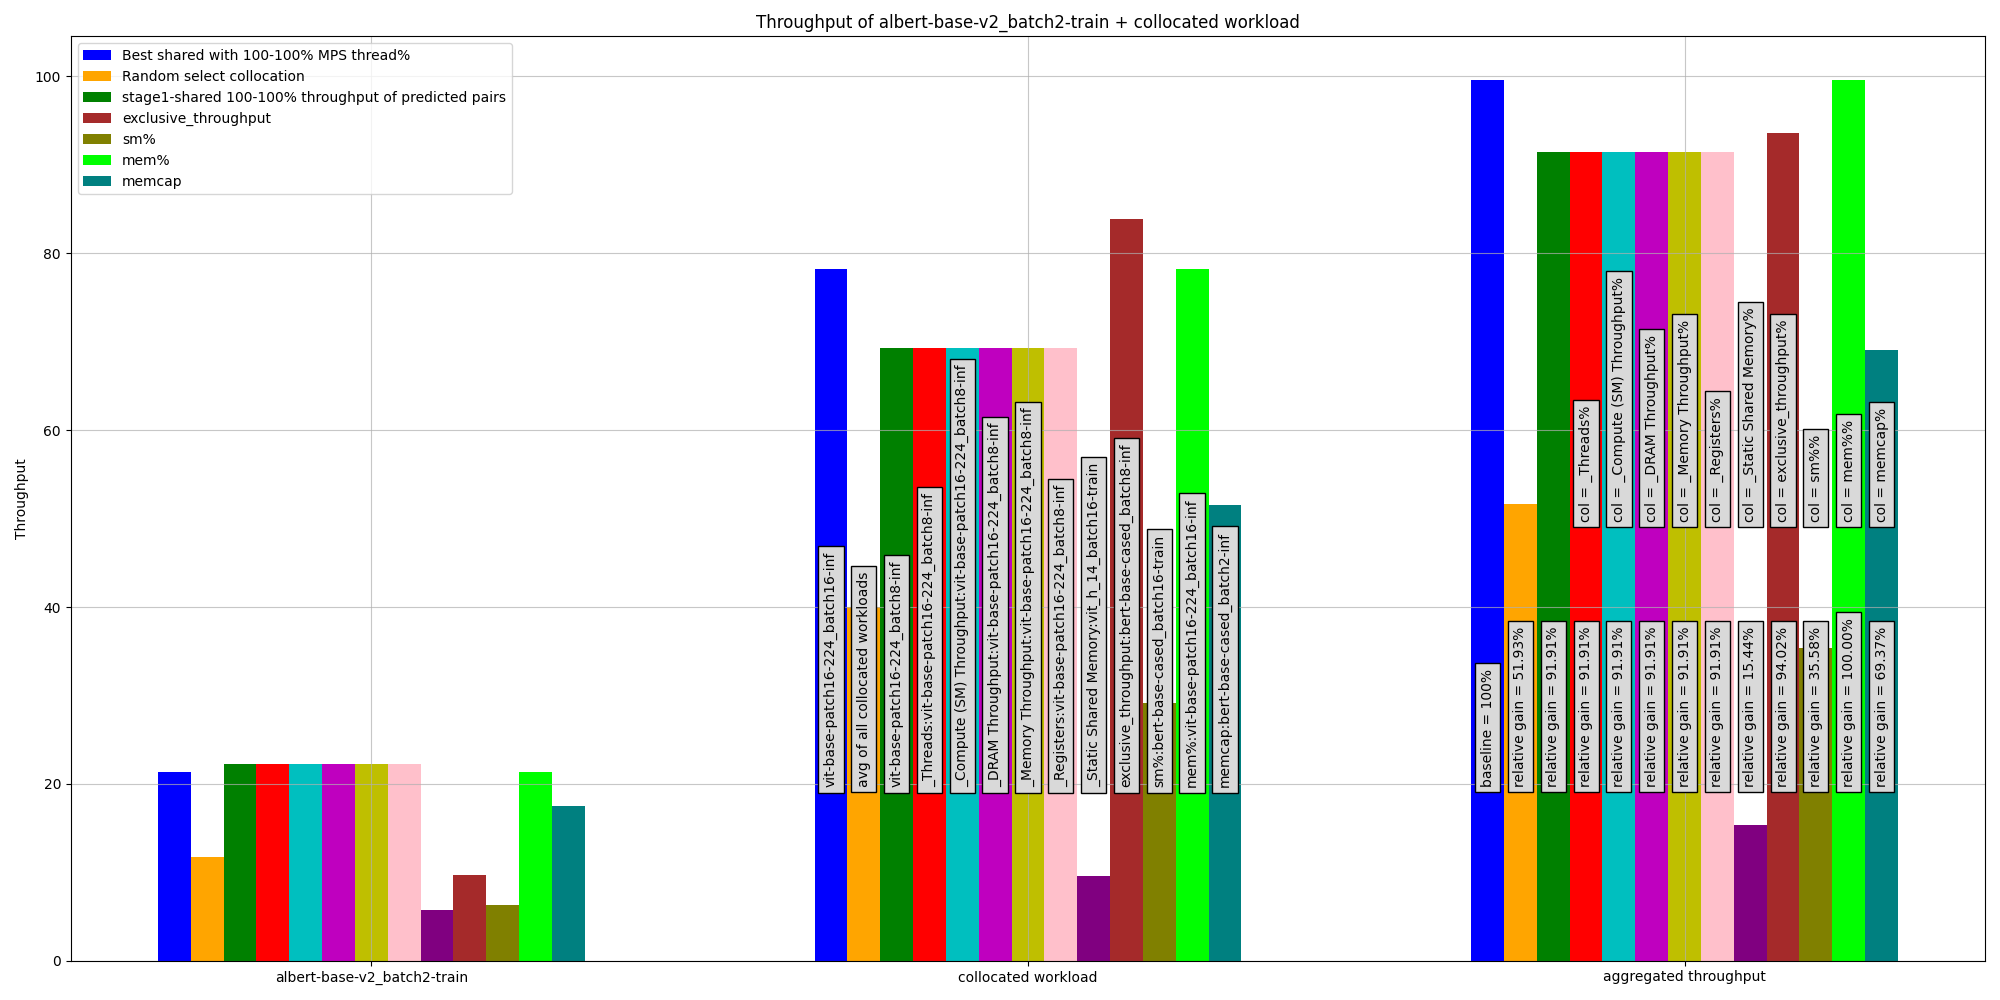 Throughput of albert-base-v2_batch2-train + collocated workload
Best shared with 100-100% MPS thread%
Random select collocation
stage1-shared 100-100% throughput of predicted pairs
exclusive_throughput
sm%
mem%
memcap
Throughput
100
80
60
40
20
0
vit-base-patch16-224_batch16-inf
avg of all collocated workloads
vit-base-patch16-224_batch8-inf
_Threads:vit-base-patch16-224_batch8-inf
_Compute (SM) Throughput:vit-base-patch16-224_batch8-inf
_DRAM Throughput:vit-base-patch16-224_batch8-inf
_Memory Throughput:vit-base-patch16-224_batch8-inf
_Registers:vit-base-patch16-224_batch8-inf
_Static Shared Memory:vit_h_14_batch16-train
exclusive_throughput:bert-base-cased_batch8-inf
sm%:bert-base-cased_batch16-train
mem%:vit-base-patch16-224_batch16-inf
memcap:bert-base-cased_batch2-inf
col = _Threads%
col = _Compute (SM) Throughput%
col = _DRAM Throughput%
col = _Memory Throughput%
col = _Registers%
col = _Static Shared Memory%
col = exclusive_throughput%
col = sm%%
col = mem%%
col = memcap%
baseline = 100%
relative gain = 51.93%
relative gain = 91.91%
relative gain = 91.91%
relative gain = 91.91%
relative gain = 91.91%
relative gain = 91.91%
relative gain = 91.91%
relative gain = 15.44%
relative gain = 94.02%
relative gain = 35.58%
relative gain = 100.00%
relative gain = 69.37%
albert-base-v2_batch2-train
collocated workload
aggregated throughput